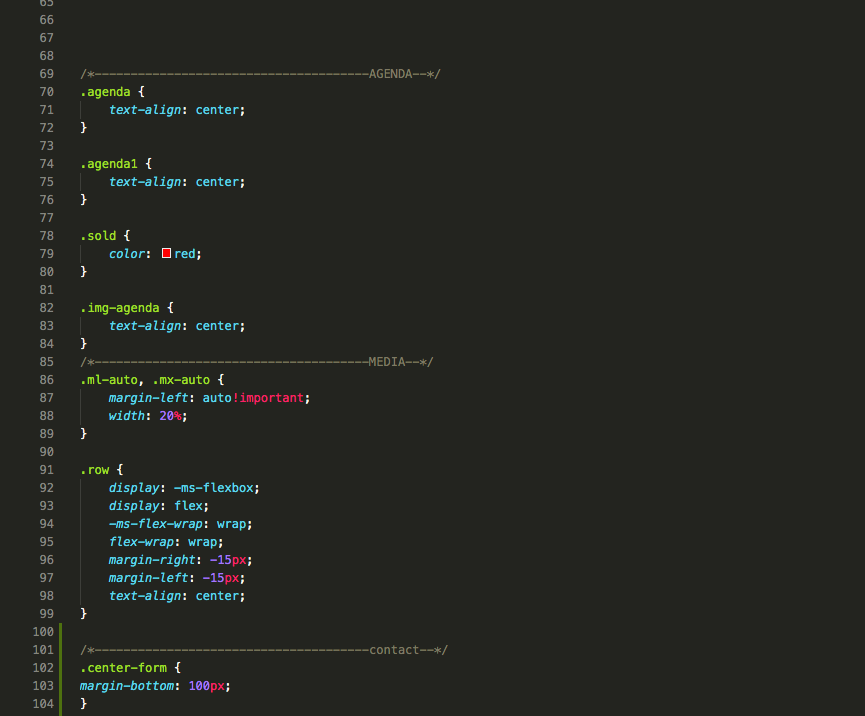 65
66
67
68
69 /*--------------------------------------AGENDA--*/
70 .agenda {
71     text-align: center;
72 }
73
74 .agenda1 {
75     text-align: center;
76 }
77
78 .sold {
79     color: red;
80 }
81
82 .img-agenda {
83     text-align: center;
84 }
85 /*--------------------------------------MEDIA--*/
86 .ml-auto, .mx-auto {
87     margin-left: auto!important;
88     width: 20%;
89 }
90
91 .row {
92     display: -ms-flexbox;
93     display: flex;
94     -ms-flex-wrap: wrap;
95     flex-wrap: wrap;
96     margin-right: -15px;
97     margin-left: -15px;
98     text-align: center;
99 }
100
101 /*--------------------------------------contact--*/
102 .center-form {
103 margin-bottom: 100px;
104 }